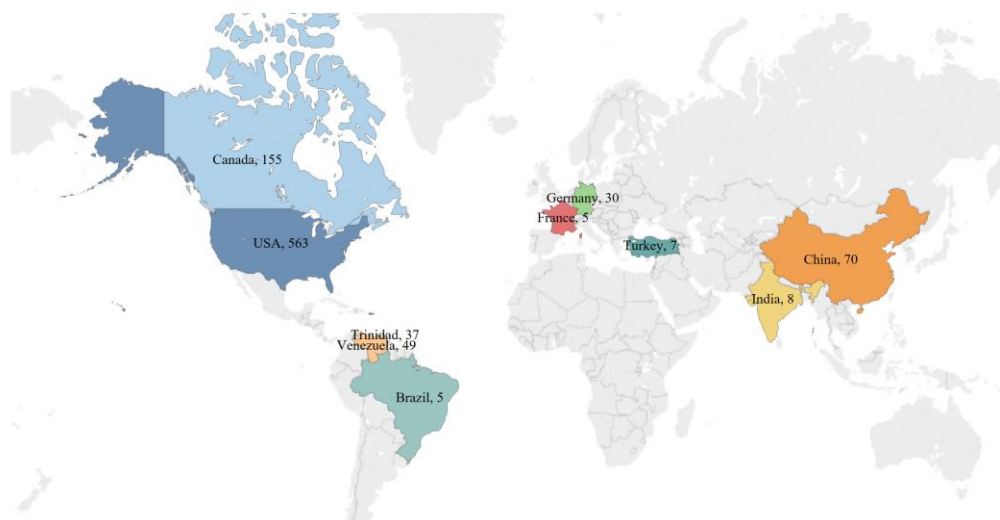 Canada, 155
Germany, 30
France, 5
USA, 563
Turkey, 7
China, 70
India, 8
Trinidad, 37
Venezuela, 49
Brazil, 5